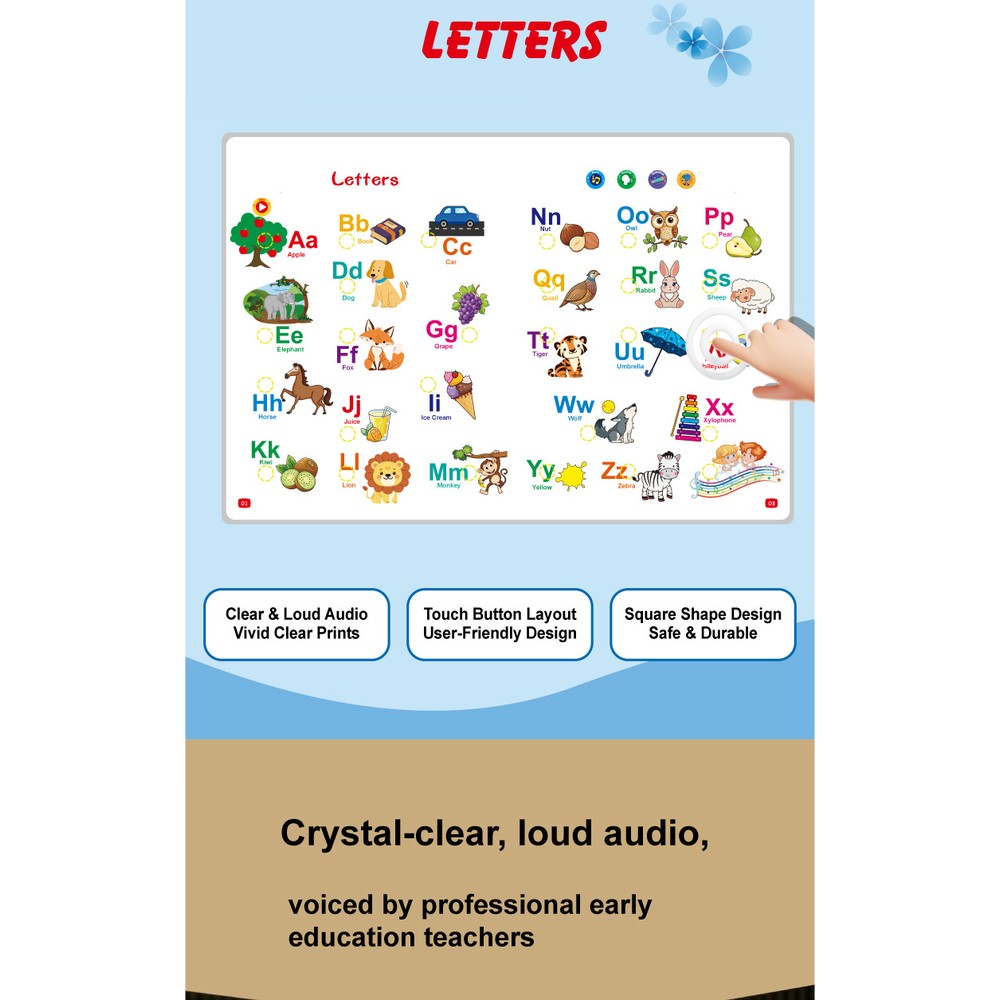 LETTERS
Letters
Aa
Apple
Bb
Book
Cc
Car
Dd
Dog
Ee
Elephant
Ff
Fox
Gg
Grape
Hh
Horse
Ii
Ice Cream
Jj
Juice
Kk
Kiwi
Ll
Lion
Mm
Monkey
01
Nn
Nut
Oo
Owl
Pp
Pear
Qq
Quail
Rr
Rabbit
Ss
Sheep
Tt
Tiger
Uu
Umbrella
Ww
Wolf
Xx
Xylophone
Yy
Yellow
Zz
Zebra
Clear & Loud Audio
Vivid Clear Prints
Touch Button Layout
User-Friendly Design
Square Shape Design
Safe & Durable
Crystal-clear, loud audio,
voiced by professional early
education teachers